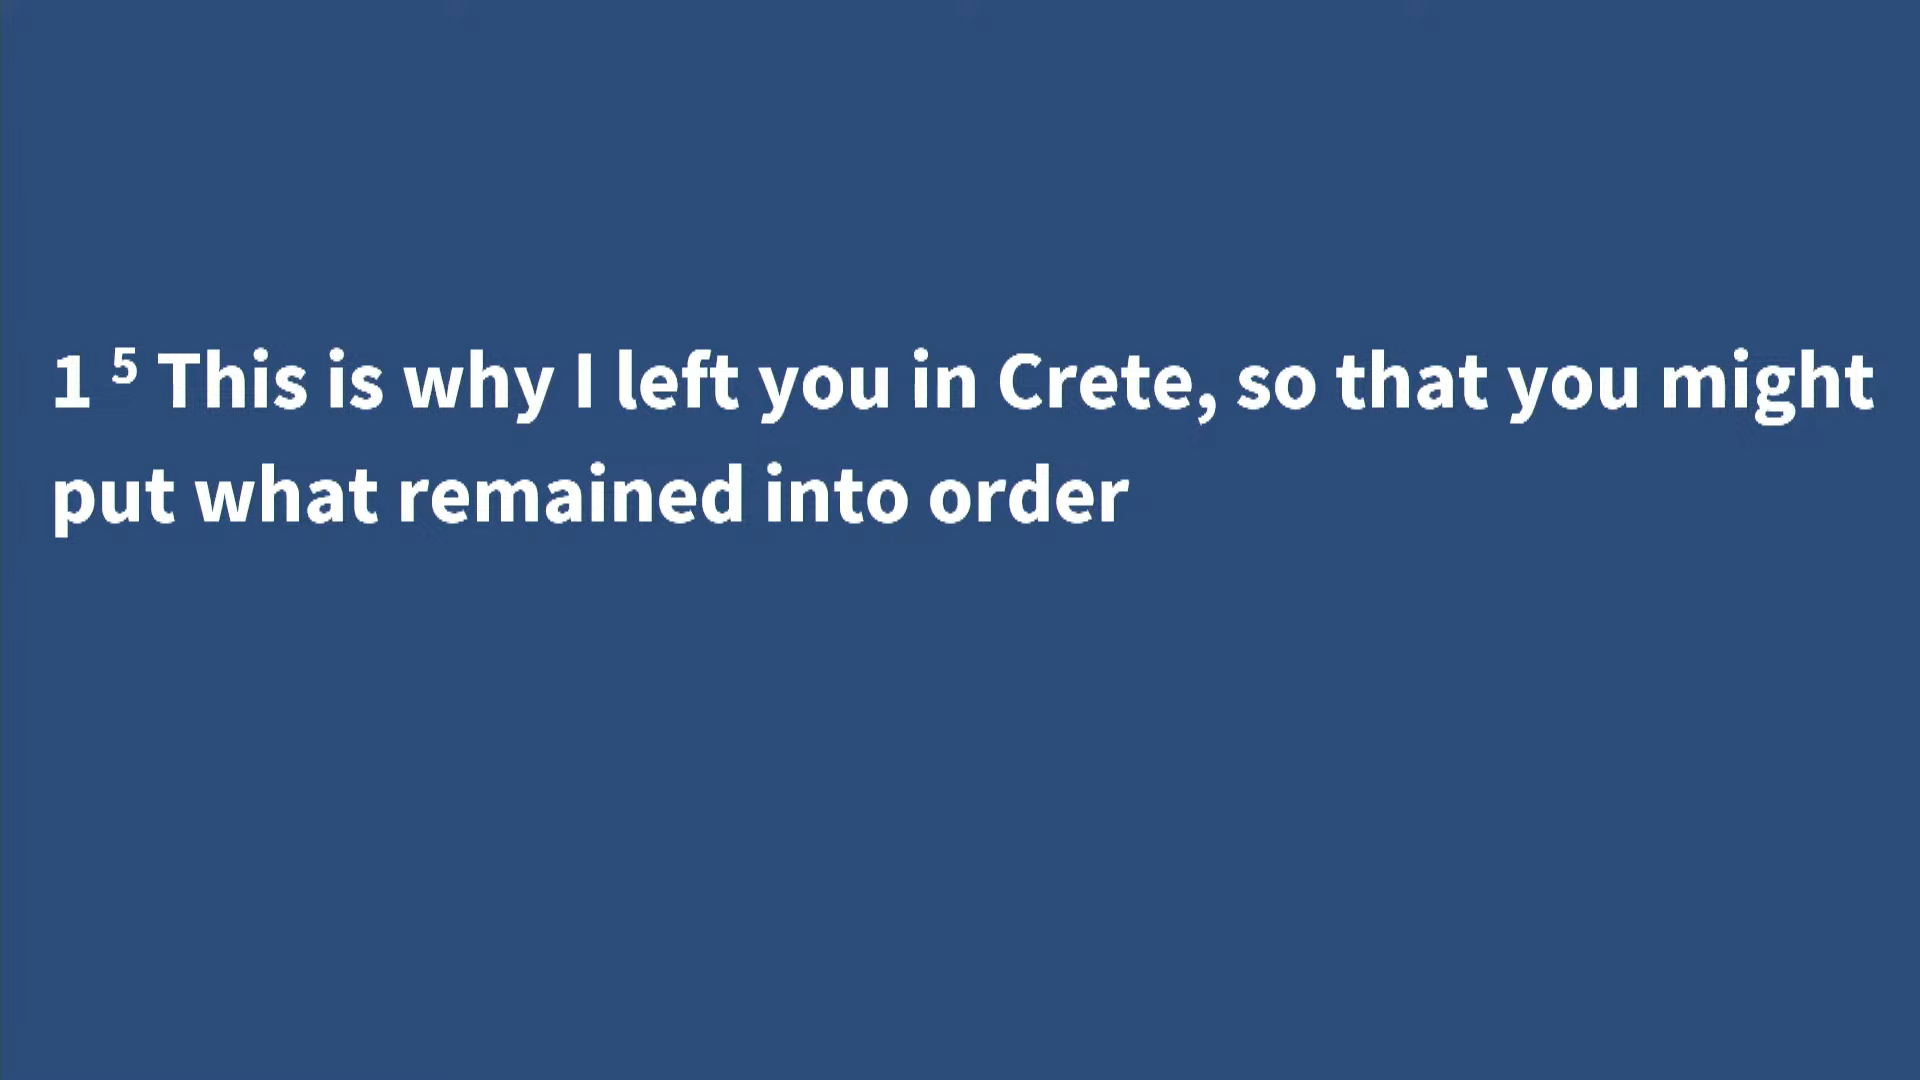 1 ⁵ This is why I left you in Crete, so that you might
put what remained into order